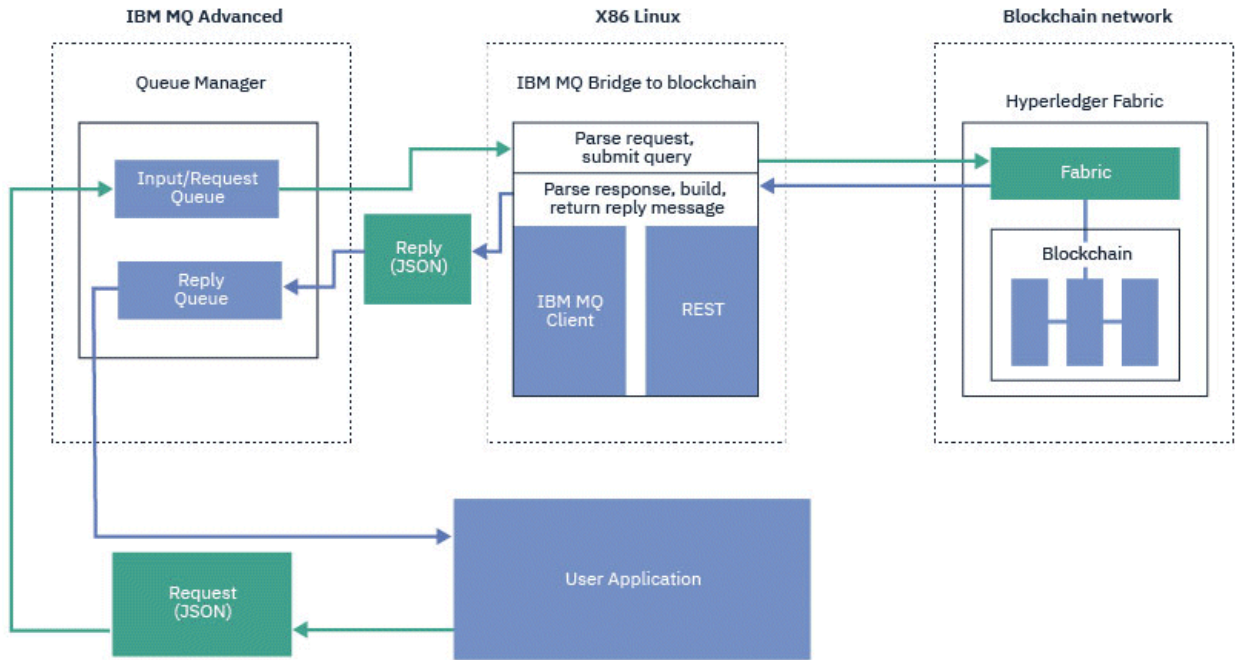 IBM MQ Advanced
X86 Linux
Blockchain network
Queue Manager
IBM MQ Bridge to blockchain
Hyperledger Fabric
Parse request,
submit query
Input/Request
Queue
Fabric
Parse response, build,
return reply message
Reply
(JSON)
Reply
Queue
Blockchain
IBM MQ
Client
REST
User Application
Request
(JSON)